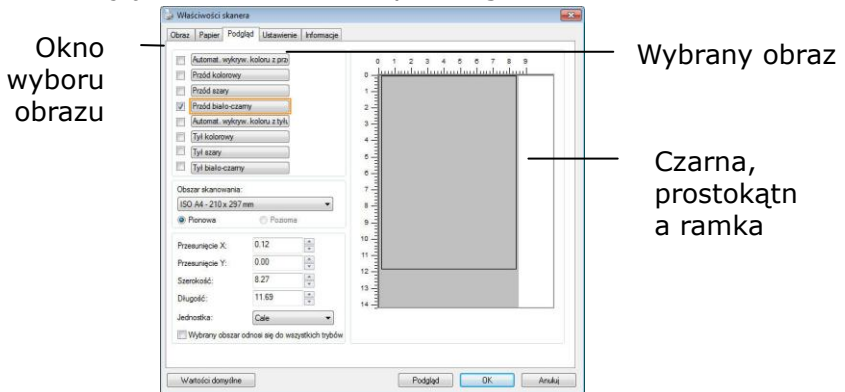 Właściwości skanera
Obraz Papier Podgląd Ustawienie Informacje
Okno
wyboru
obrazu
Wybrany obraz
Czarna,
prostokątn
a ramka
Automat. wykryw. koloru z prz
Przód kolorowy
Przód szary
Przód biało-czarny
Automat. wykryw. koloru z tyłu
Tył kolorowy
Tył szary
Tył biało-czarny
Obszar skanowania:
ISO A4 - 210 x 297 mm
Pionowa Pozioma
Przesunięcie X: 0.12
Przesunięcie Y: 0.00
Szerokość: 8.27
Długość: 11.69
Jednostka: Cale
Wybrany obszar odnosi się do wszystkich trybów
0 1 2 3 4 5 6 7 8 9
0
1
2
3
4
5
6
7
8
9
10
11
12
13
14
Wartości domyślne Podgląd OK Anuluj